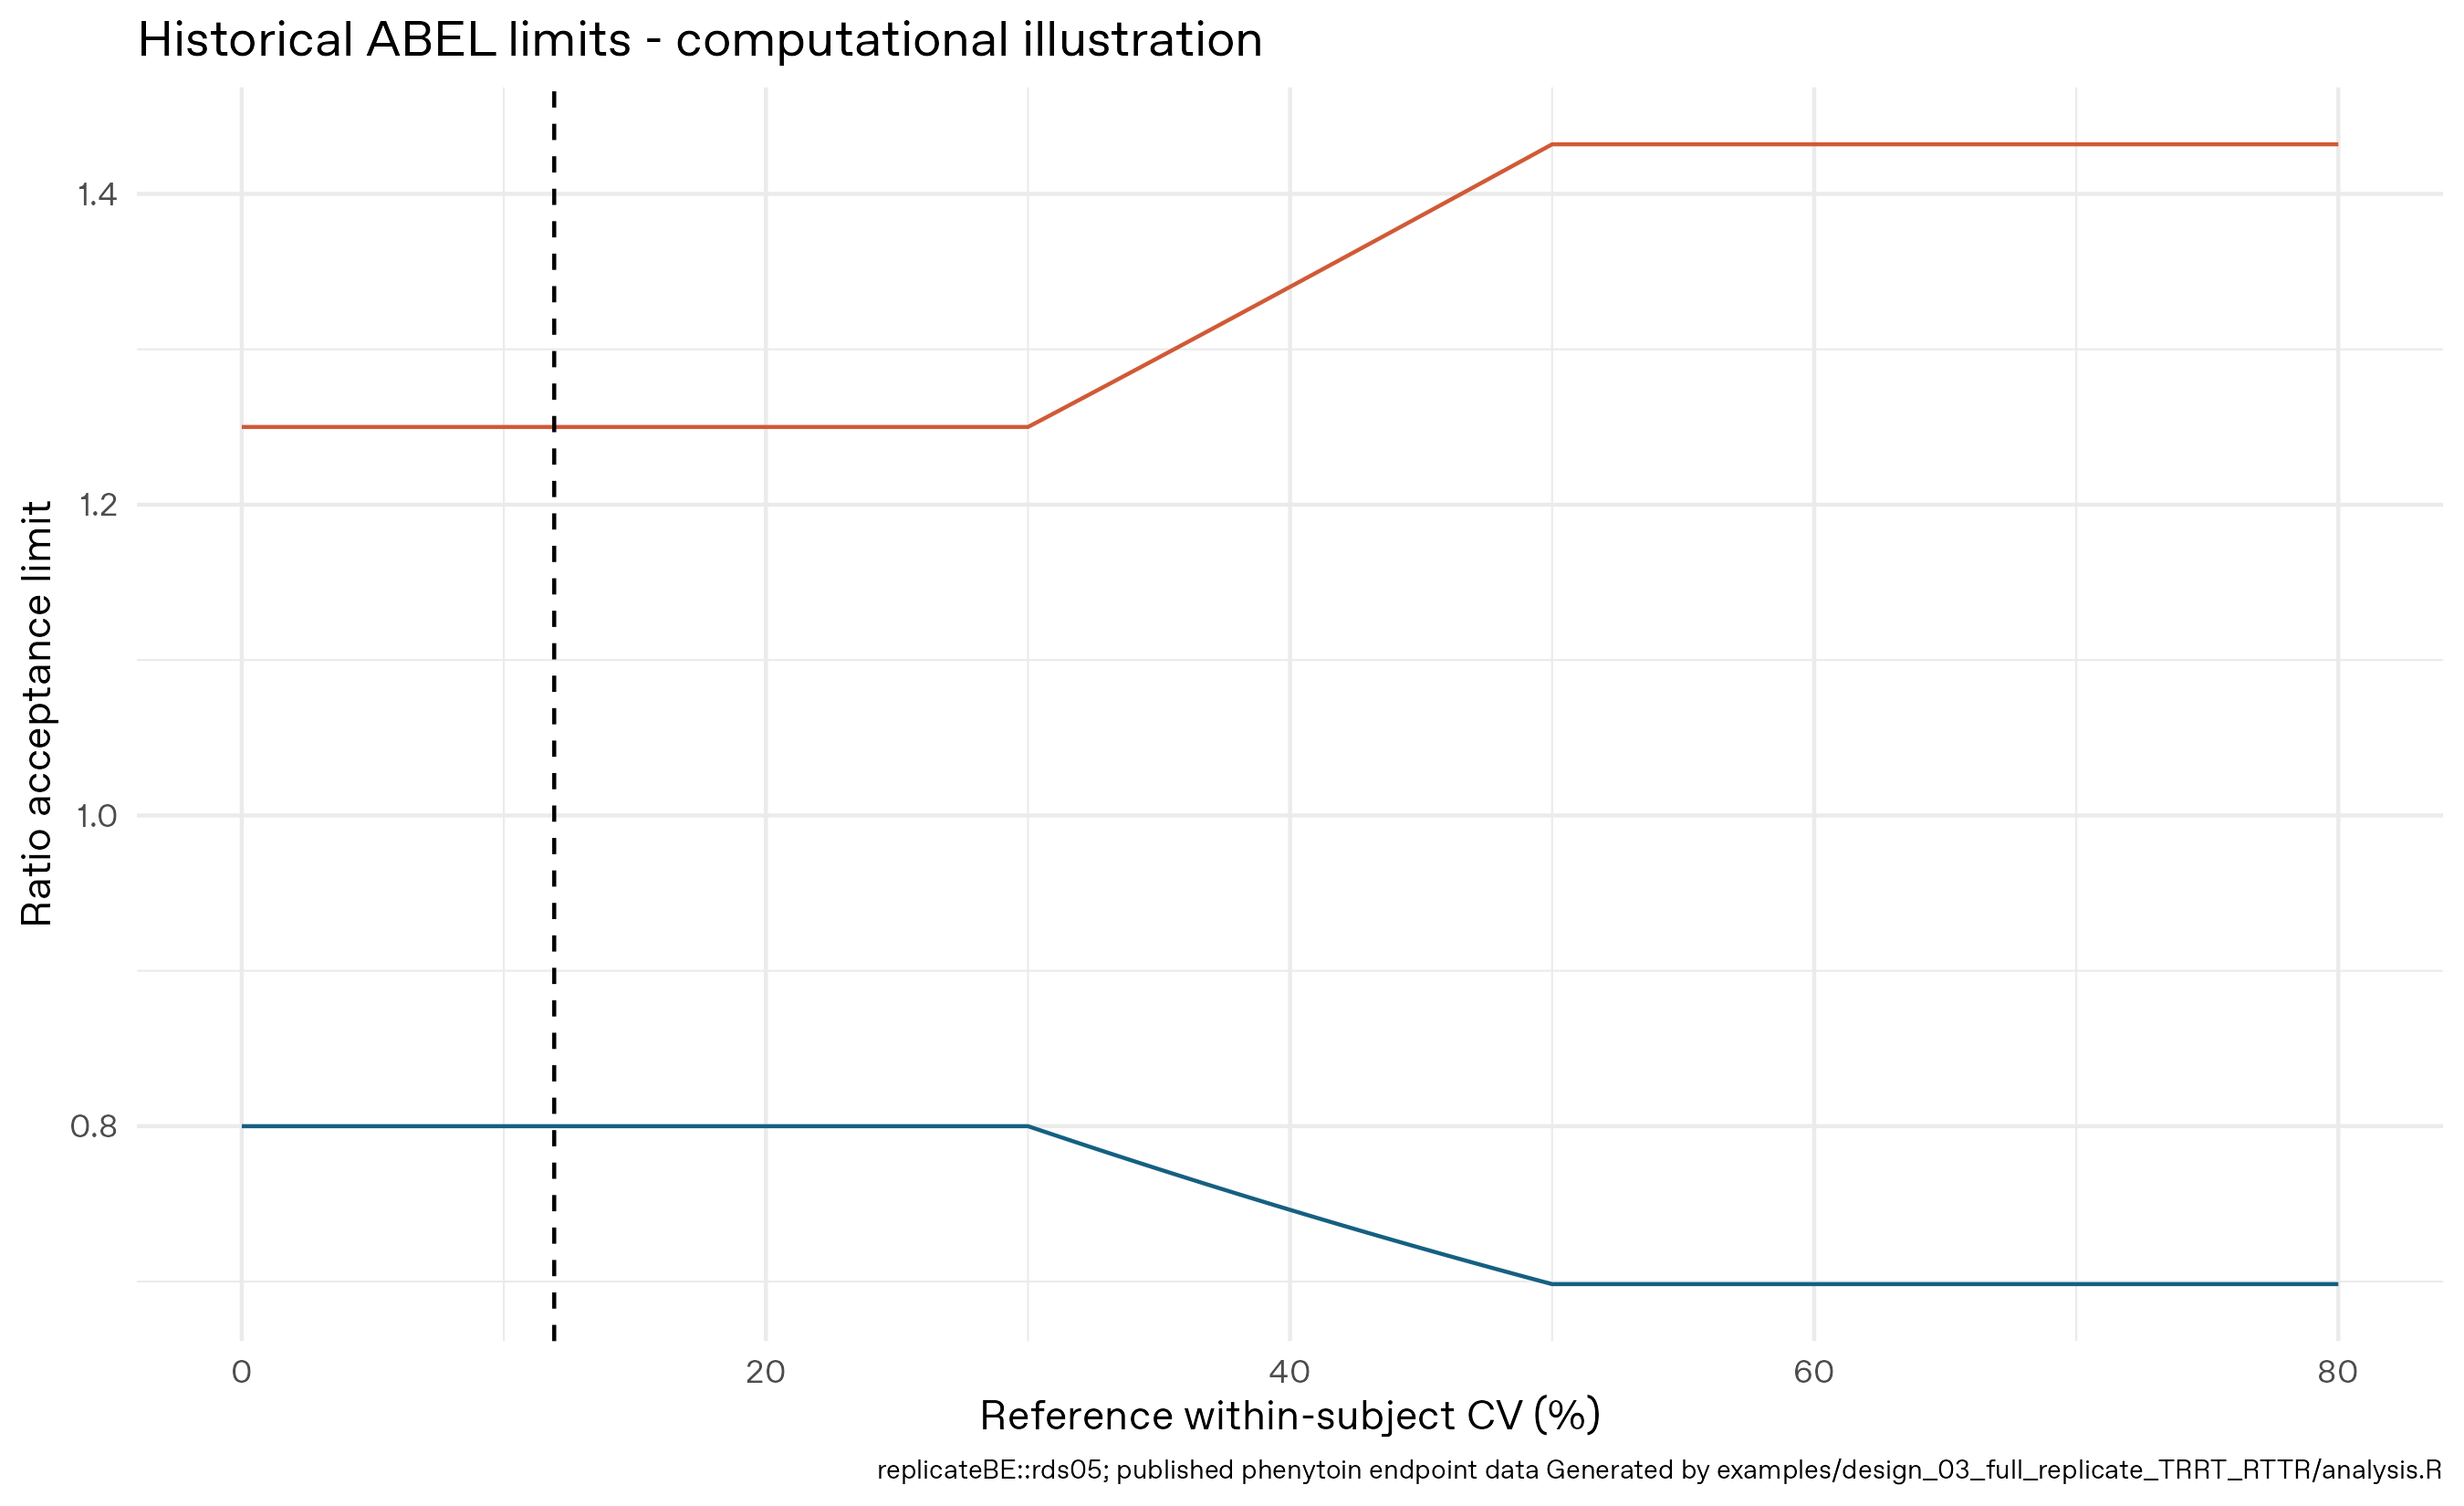 Historical ABEL limits - computational illustration
Ratio acceptance limit
1.4
1.2
1.0
0.8
0
20
40
60
80
Reference within-subject CV (%)
replicateBE::rds05; published phenytoin endpoint data Generated by examples/design_03_full_replicate_TRRT_RTTR/analysis.R